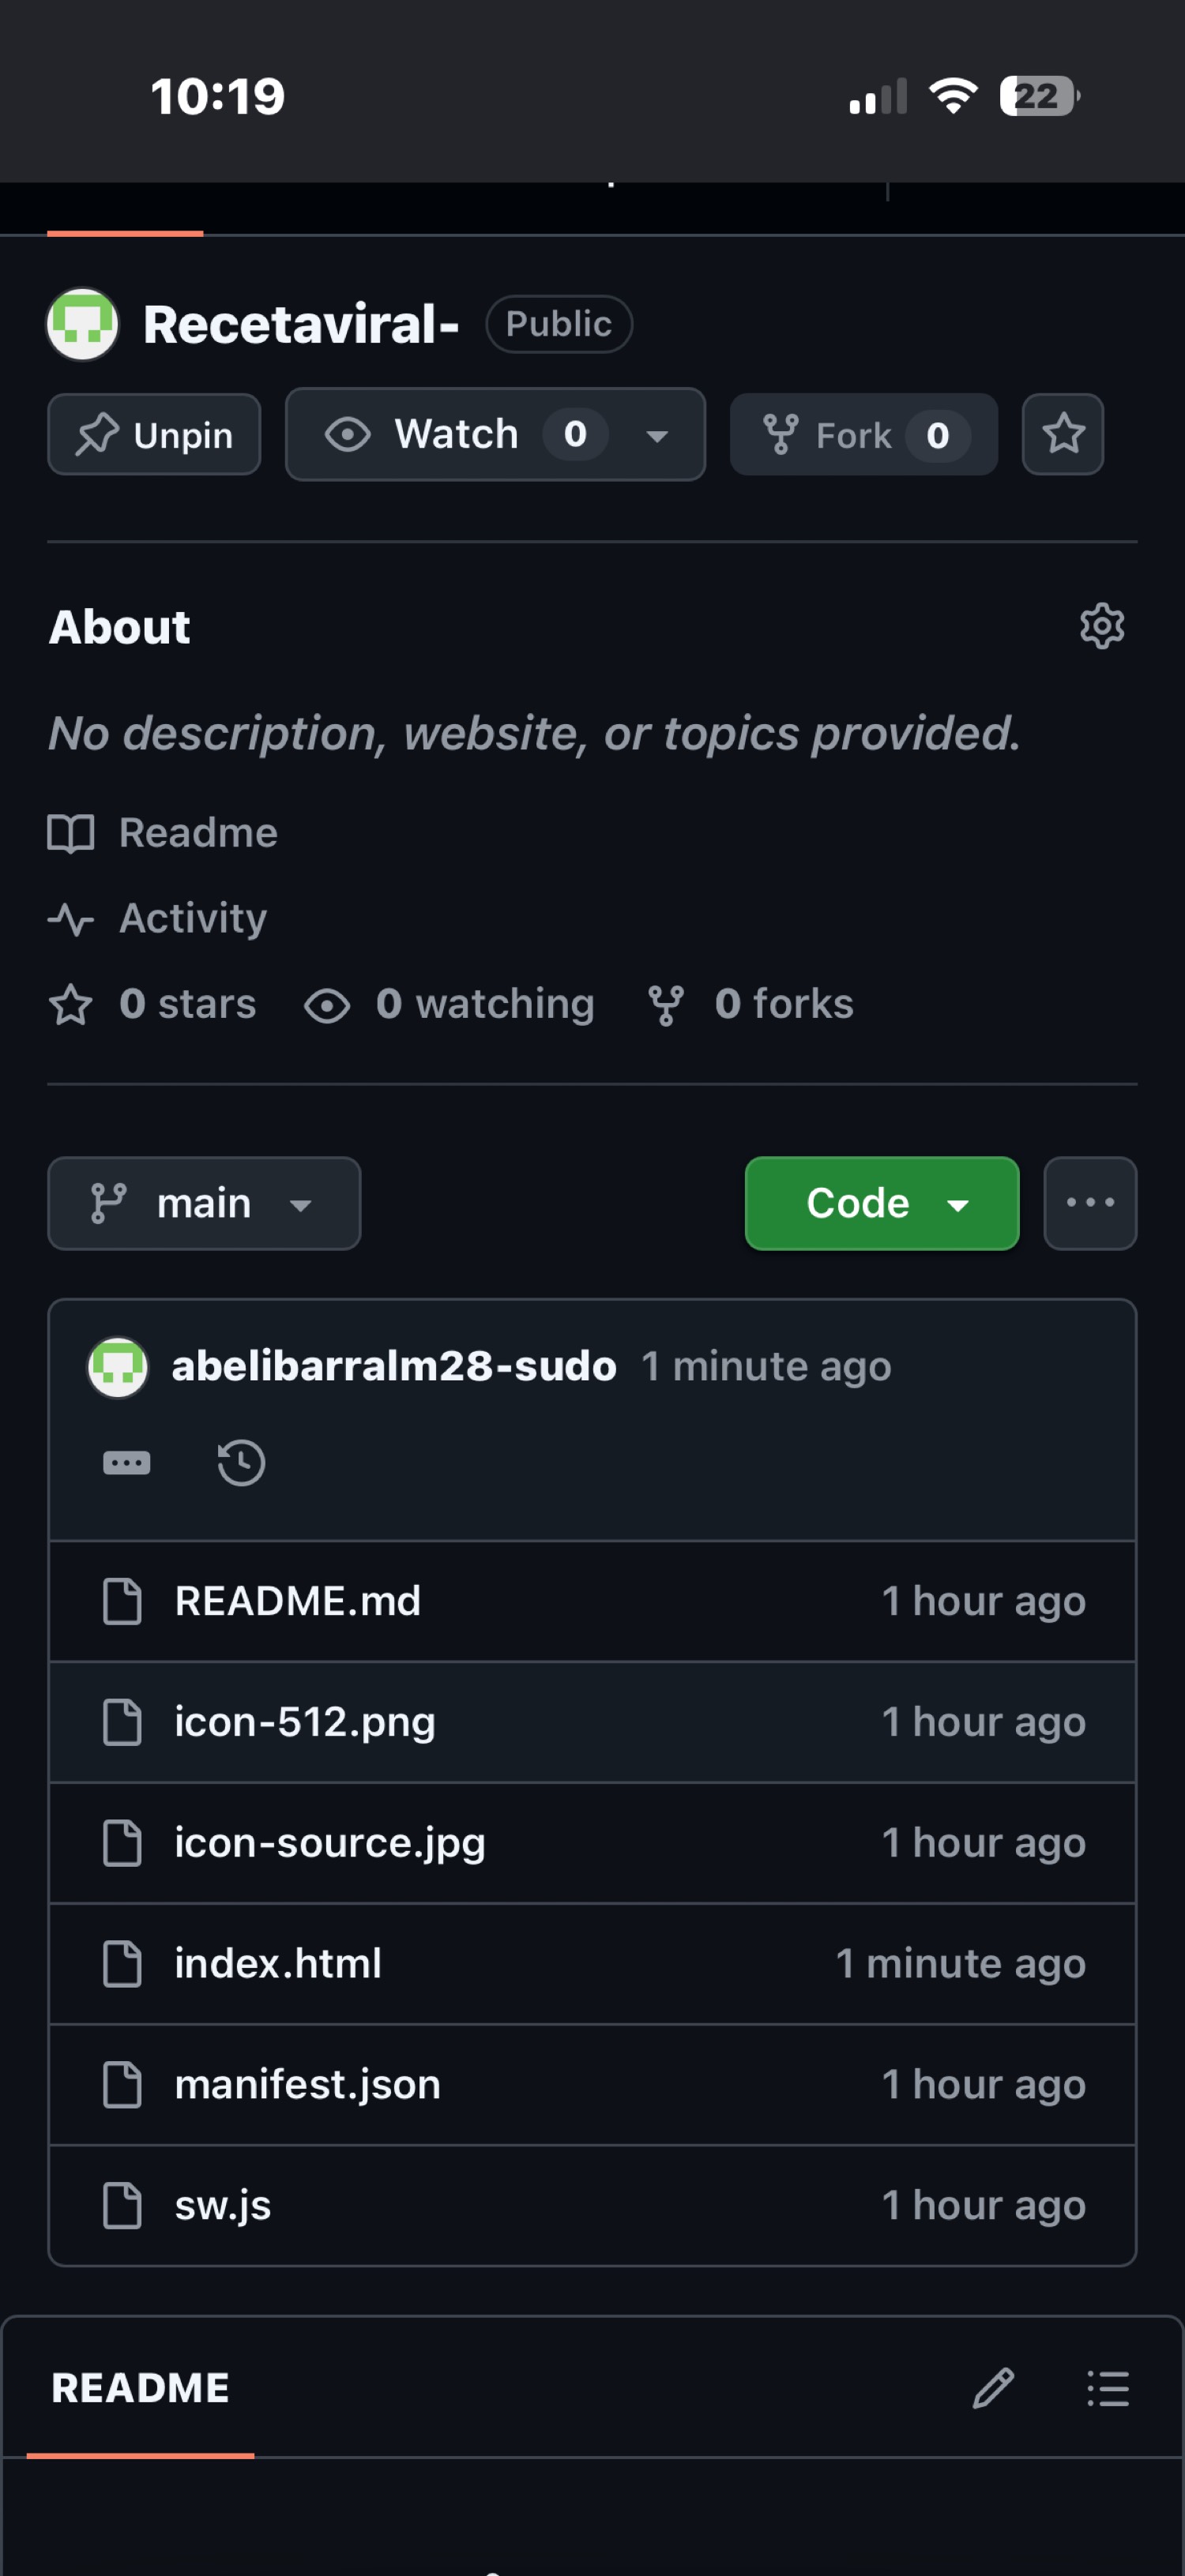 10:19
22
Recetaviral- Public
Unpin Watch 0 Fork 0
About
No description, website, or topics provided.
Readme
Activity
0 stars 0 watching 0 forks
main Code
abelibarralm28-sudo 1 minute ago
README.md 1 hour ago
icon-512.png 1 hour ago
icon-source.jpg 1 hour ago
index.html 1 minute ago
manifest.json 1 hour ago
sw.js 1 hour ago
README